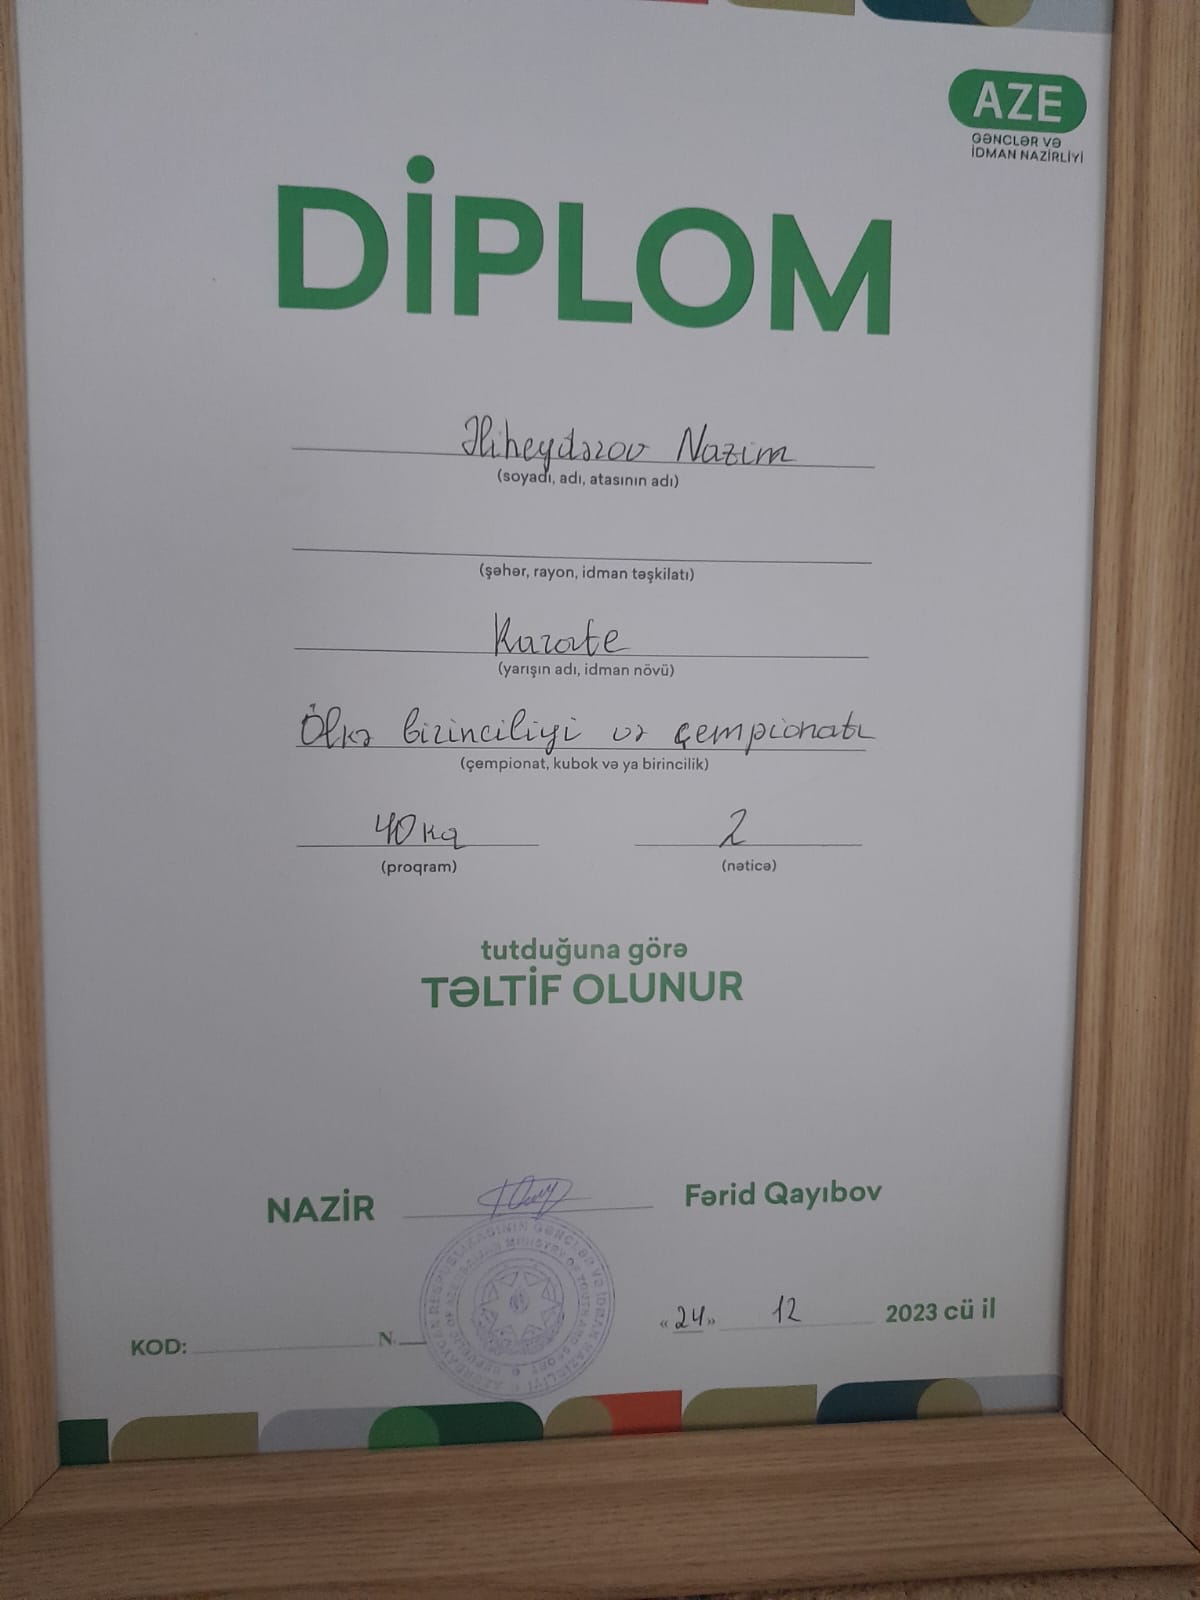 AZE
GƏNCLƏR VƏ
İDMAN NAZİRLİYİ
DİPLOM
Əliheydərov Nazim
(soyadı, adı, atasının adı)
(şəhər, rayon, idman təşkilatı)
Karate
(yarışın adı, idman növü)
Ölkə birinciliyi və çempionatı
(çempionat, kubok və ya birincilik)
40 kq 2
(proqram) (nəticə)
tutduğuna görə
TƏLTİF OLUNUR
NAZİR Fərid Qayıbov
«24» 12 2023 cü il
KOD: N.